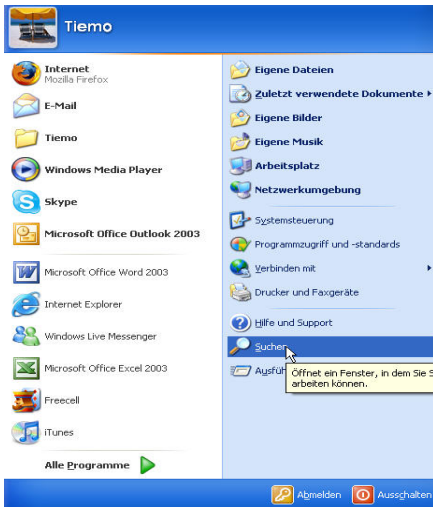 Tiemo
Internet
Mozilla Firefox
E-Mail
Tiemo
Windows Media Player
Skype
Microsoft Office Outlook 2003
Microsoft Office Word 2003
Internet Explorer
Windows Live Messenger
Microsoft Office Excel 2003
Freecell
iTunes
Alle Programme
Eigene Dateien
Zuletzt verwendete Dokumente
Eigene Bilder
Eigene Musik
Arbeitsplatz
Netzwerkumgebung
Systemsteuerung
Programmzugriff und -standards
Verbinden mit
Drucker und Faxgeräte
Hilfe und Support
Suchen
Ausfüh
Öffnet ein Fenster, in dem Sie S
arbeiten können.
Abmelden
Ausschalten